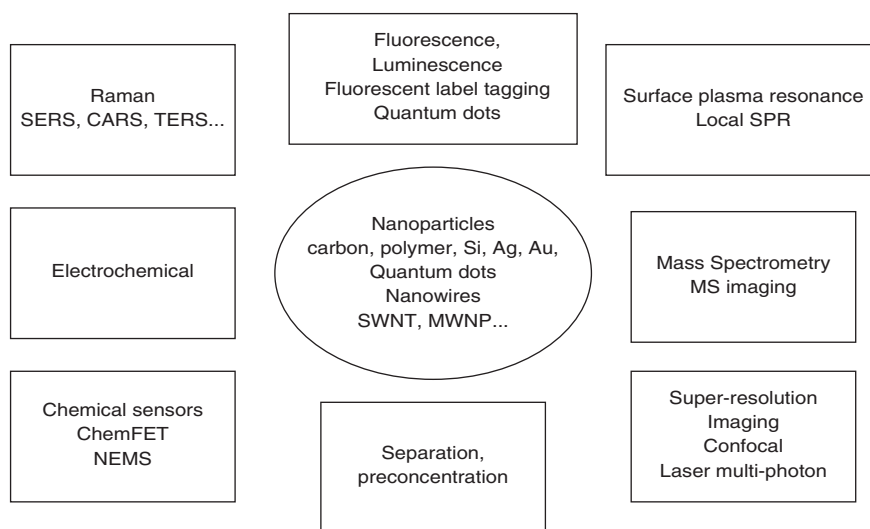 Raman
SERS, CARS, TERS...
Fluorescence,
Luminescence
Fluorescent label tagging
Quantum dots
Surface plasma resonance
Local SPR
Electrochemical
Nanoparticles
carbon, polymer, Si, Ag, Au,
Quantum dots
Nanowires
SWNT, MWNP...
Mass Spectrometry
MS imaging
Chemical sensors
ChemFET
NEMS
Separation,
preconcentration
Super-resolution
Imaging
Confocal
Laser multi-photon